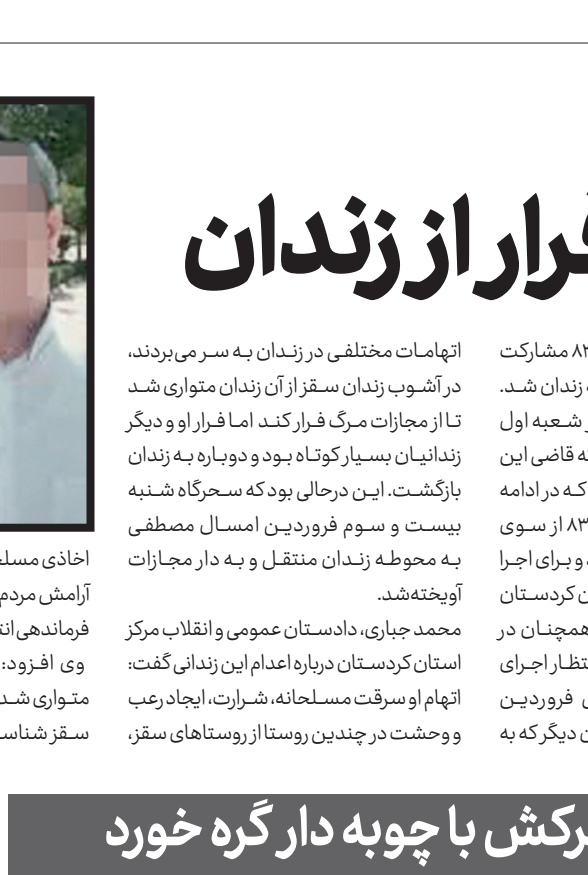 فرار از زندان
مشارکت
زندان شد.
شعبه اول
قاضی این
که در ادامه
۸۳ از سوی
و برای اجرا
کردستان
همچنان در
اجرای
فروردین
دیگر که به
اتهامات مختلفی در زندان به سر می‌بردند،
در آشوب زندان سقز از آن زندان متواری شد
تا از مجازات مرگ فرار کند اما فرار او و دیگر
زندانیان بسیار کوتاه بود و دوباره به زندان
بازگشت. این درحالی بود که سحرگاه شنبه
بیست و سوم فروردین امسال مصطفی
به محوطه زندان منتقل و به دار مجازات
آویخته‌شد.
محمد جباری، دادستان عمومی و انقلاب مرکز
استان کردستان درباره اعدام این زندانی گفت:
اتهام او سرقت مسلحانه، شرارت، ایجاد رعب
و وحشت در چندین روستا از روستاهای سقز،
اخاذی
آرامش مردم
فرماندهی
وی افزود:
متواری
سقز
با چوبه دار گره خورد